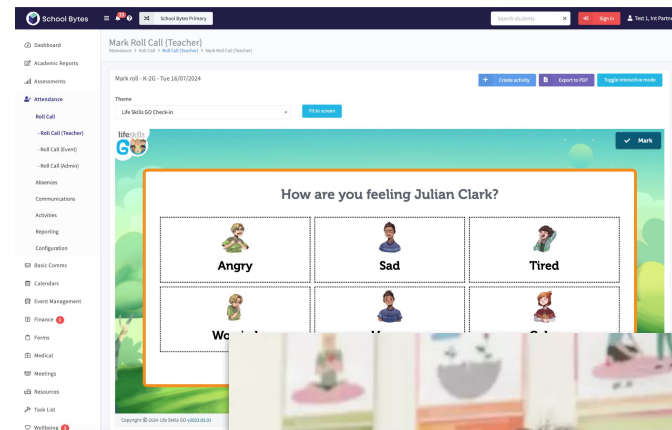 School Bytes
23
School Bytes Primary
Search students
Sign in
Test 1, Int Partne
Dashboard
Academic Reports
Assessments
Attendance
Roll Call
- Roll Call (Teacher)
- Roll Call (Event)
- Roll Call (Admin)
Absences
Communications
Activities
Reporting
Configuration
Basic Comms
Calendars
Event Management
Finance
Forms
Medical
Meetings
Resources
Task List
Wellbeing
Mark Roll Call (Teacher)
Attendance > Roll Call > Roll Call (Teacher) > Mark Roll Call (Teacher)
Mark roll - K-2G - Tue 16/07/2024
+ Create activity
Export to PDF
Toggle interactive mode
Theme
Life Skills GO Check-in
Fit to screen
lifeskills
GO
Mark
How are you feeling Julian Clark?
Angry
Sad
Tired
Copyright © 2024 Life Skills GO v2023.05.01